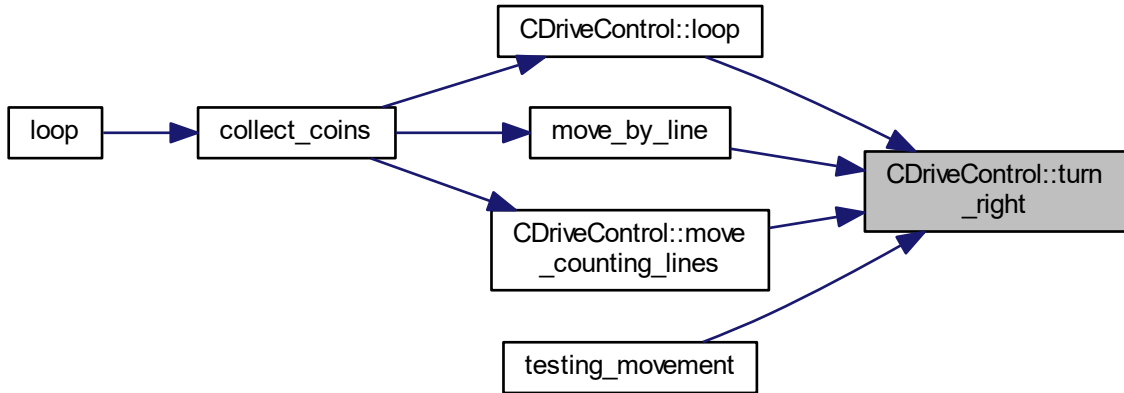 CDriveControl::loop
loop
collect_coins
move_by_line
CDriveControl::turn
_right
CDriveControl::move
_counting_lines
testing_movement